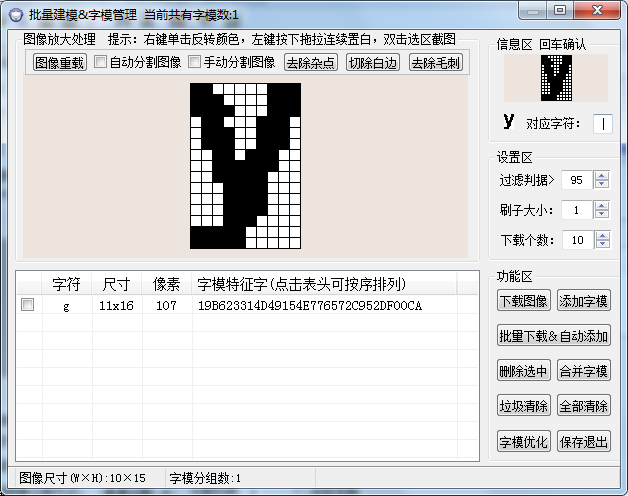 批量建模&字模管理 当前共有字模数:1
图像放大处理 提示: 右键单击反转颜色，左键按下拖拉连续置白，双击选区截图
图像重载 自动分割图像 手动分割图像 去除杂点 切除白边 去除毛刺
信息区 回车确认
y 对应字符:
设置区
过滤判据> 95
刷子大小: 1
下载个数: 10
字符 尺寸 像素 字模特征字(点击表头可按序排列)
g 11x16 107 19B623314D49154E776572C952DF00CA
功能区
下载图像 添加字模
批量下载&自动添加
删除选中 合并字模
垃圾清除 全部清除
字模优化 保存退出
图像尺寸(W×H):10×15 字模分组数:1